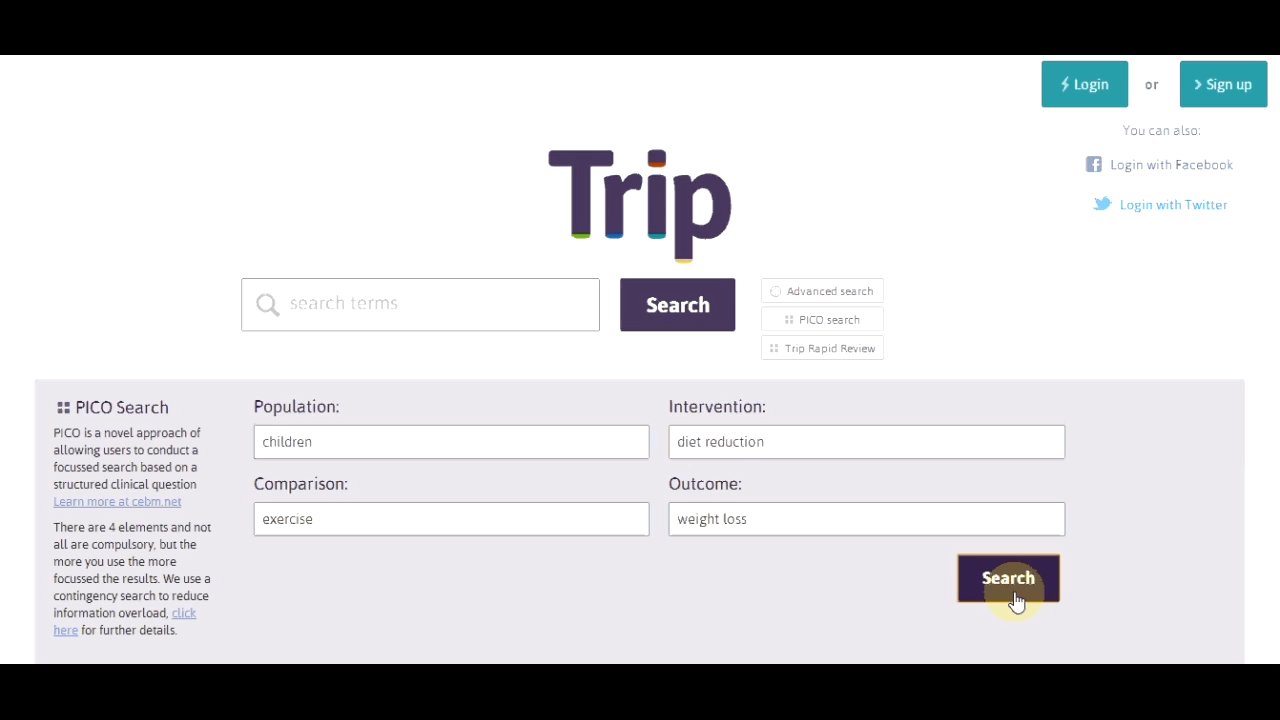 Login or Sign up
You can also:
Login with Facebook
Login with Twitter
Trip
search terms
Search
Advanced search
PICO search
Trip Rapid Review
PICO Search
PICO is a novel approach of
allowing users to conduct a
focussed search based on a
structured clinical question
Learn more at cebm.net
There are 4 elements and not
all are compulsory, but the
more you use the more
focussed the results. We use a
contingency search to reduce
information overload, click
here for further details.
Population:
children
Intervention:
diet reduction
Comparison:
exercise
Outcome:
weight loss
Search